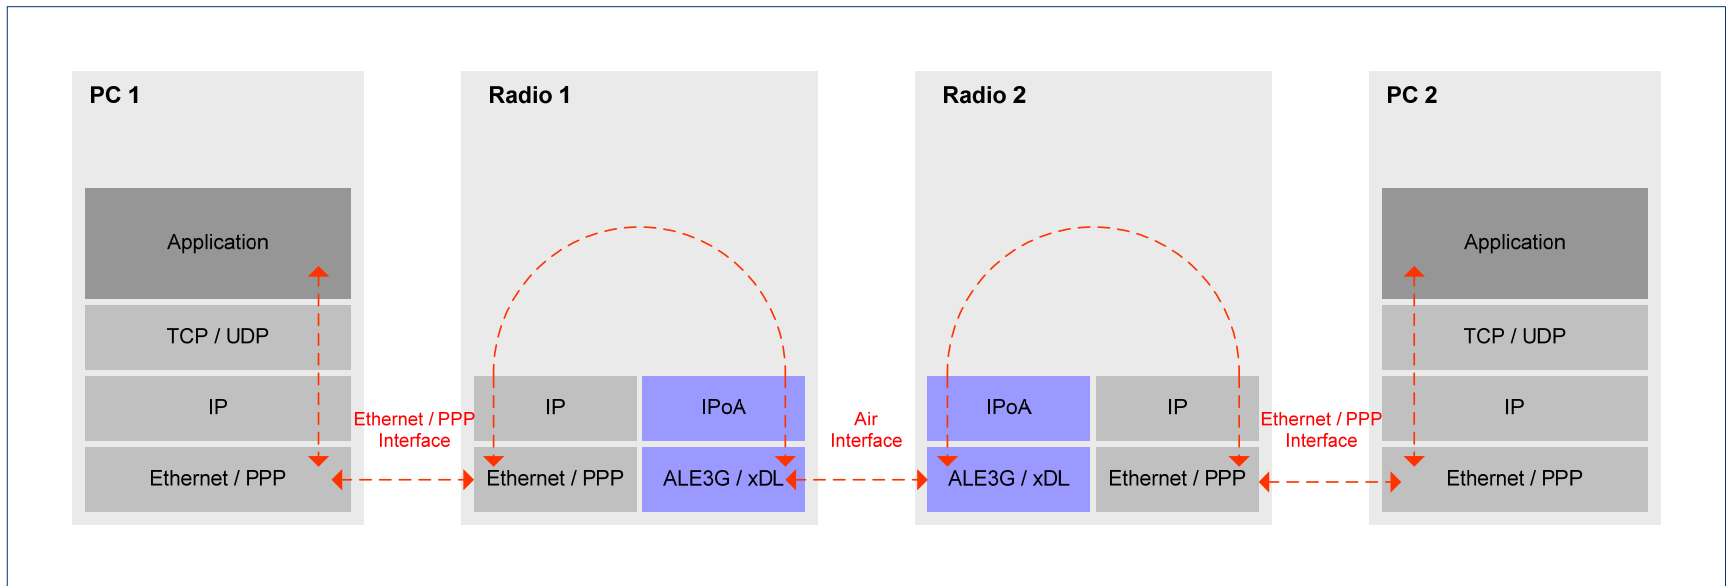 PC 1
Application
TCP / UDP
IP
Ethernet / PPP
Ethernet / PPP
Interface
Radio 1
IP
IPoA
Ethernet / PPP
ALE3G / xDL
Air
Interface
Radio 2
IPoA
IP
ALE3G / xDL
Ethernet / PPP
Ethernet / PPP
Interface
PC 2
Application
TCP / UDP
IP
Ethernet / PPP